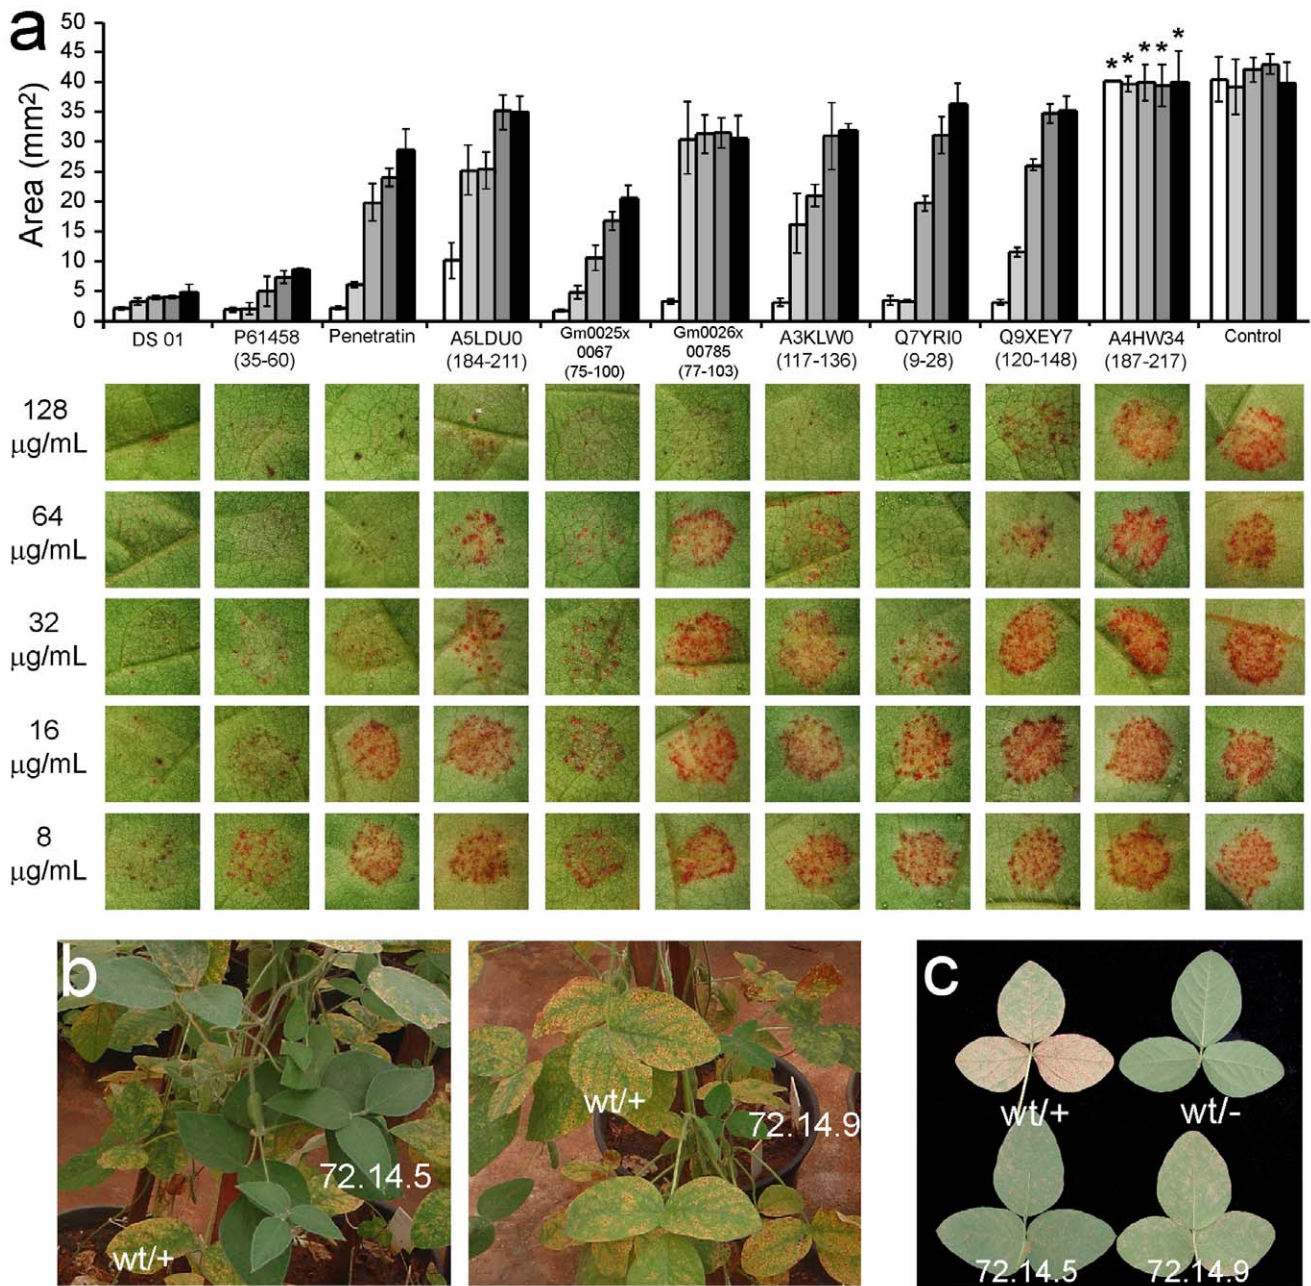 a
Area (mm²)
50
45
40
35
30
25
20
15
10
5
0
* * * * *
DS 01
P61458
(35-60)
Penetratin
A5LDU0
(184-211)
Gm0025x
0067
(75-100)
Gm0026x
00785
(77-103)
A3KLW0
(117-136)
Q7YRI0
(9-28)
Q9XEY7
(120-148)
A4HW34
(187-217)
Control
128
µg/mL
64
µg/mL
32
µg/mL
16
µg/mL
8
µg/mL
b
72.14.5
wt/+
wt/+
72.14.9
c
wt/+
wt/-
72.14.5
72.14.9